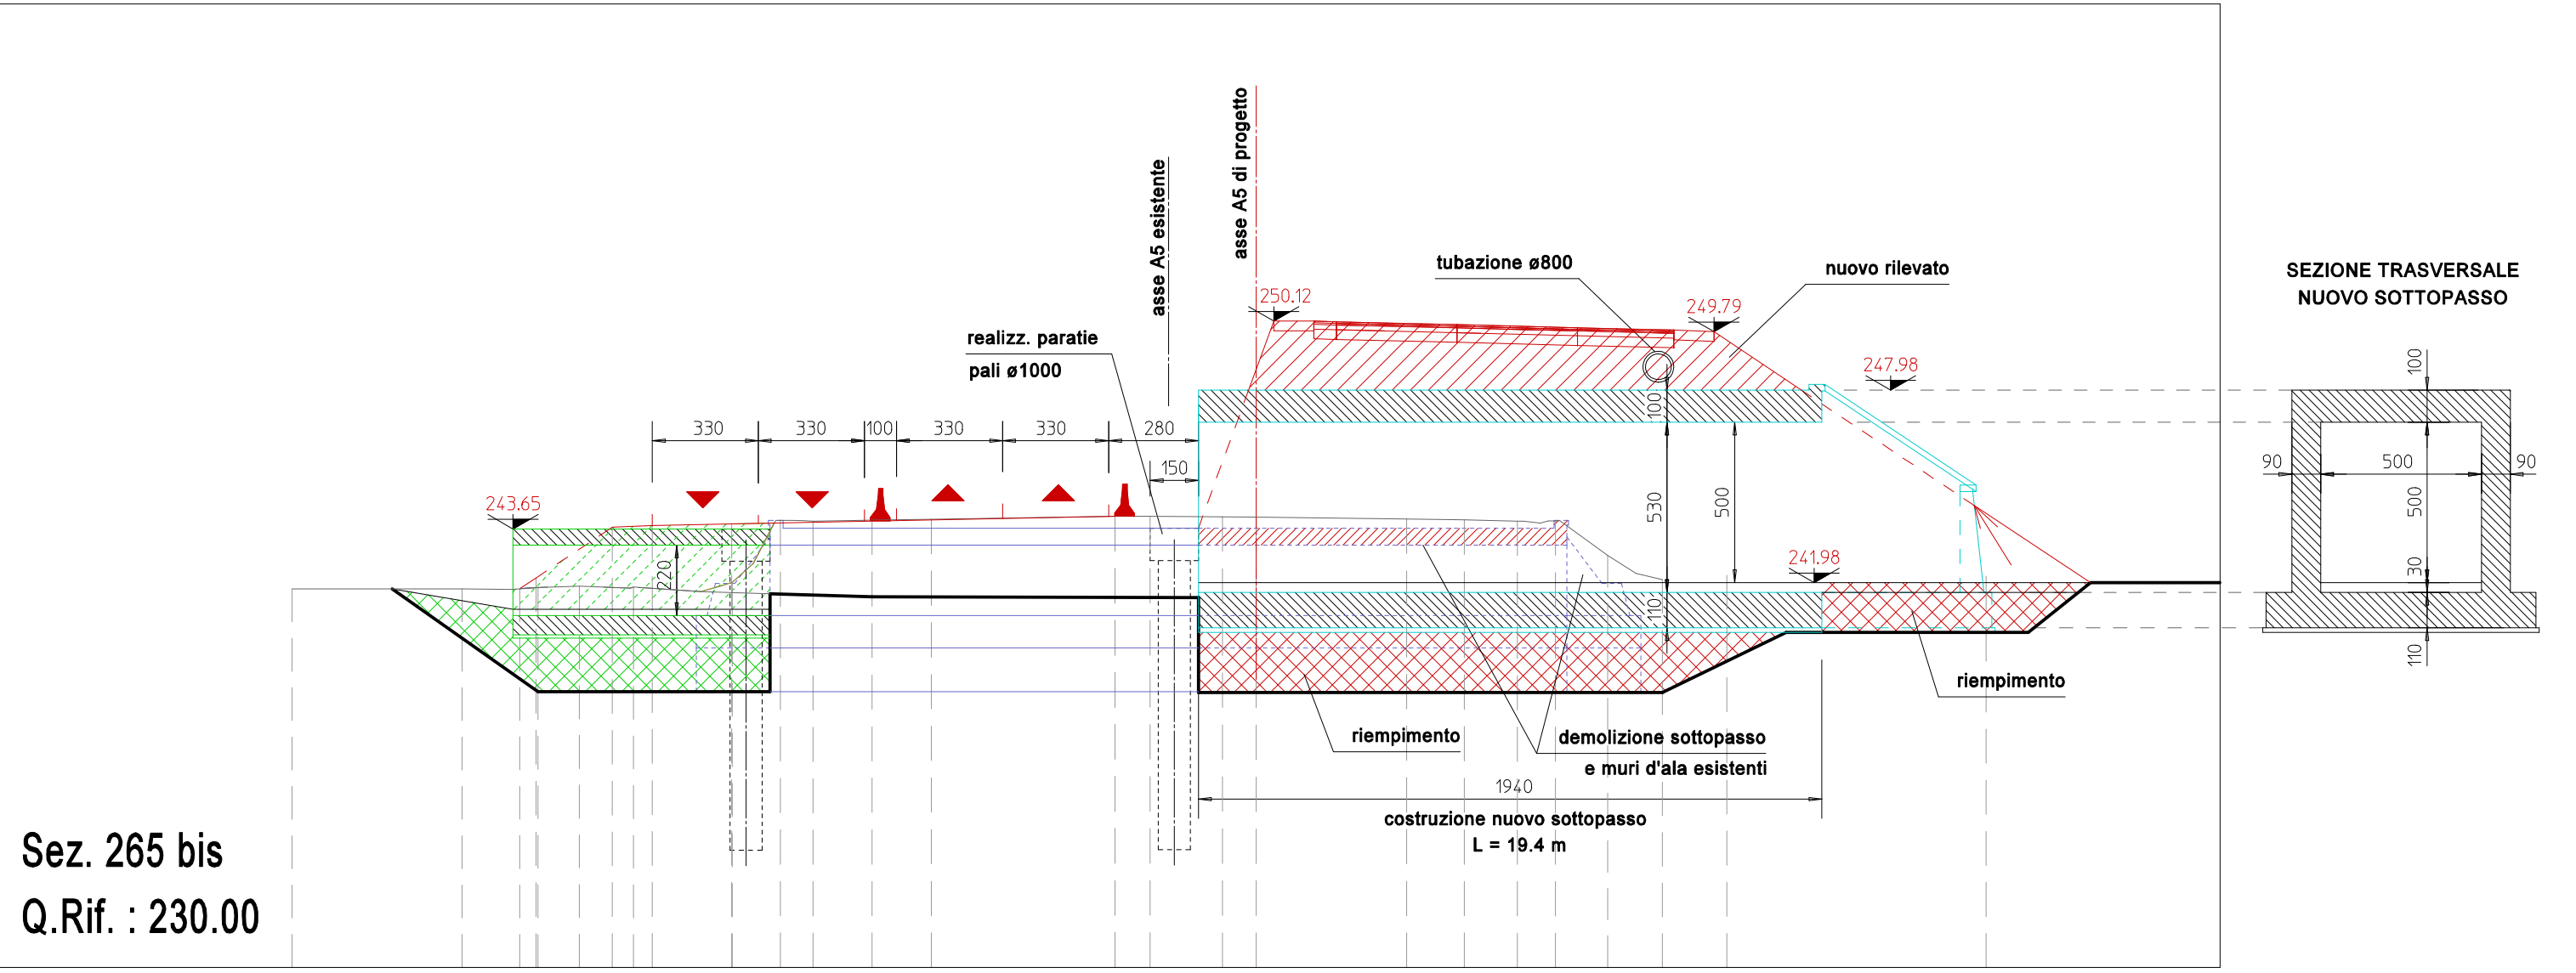 asse A5 esistente
asse A5 di progetto
tubazione ø800
nuovo rilevato
SEZIONE TRASVERSALE
NUOVO SOTTOPASSO
250.12
249.79
realizz. paratie
pali ø1000
247.98
100
100
330
330
100
330
330
280
150
90
500
90
243.65
530
500
500
241.98
220
30
110
110
riempimento
riempimento
demolizione sottopasso
e muri d'ala esistenti
1940
costruzione nuovo sottopasso
L = 19.4 m
Sez. 265 bis
Q.Rif. : 230.00